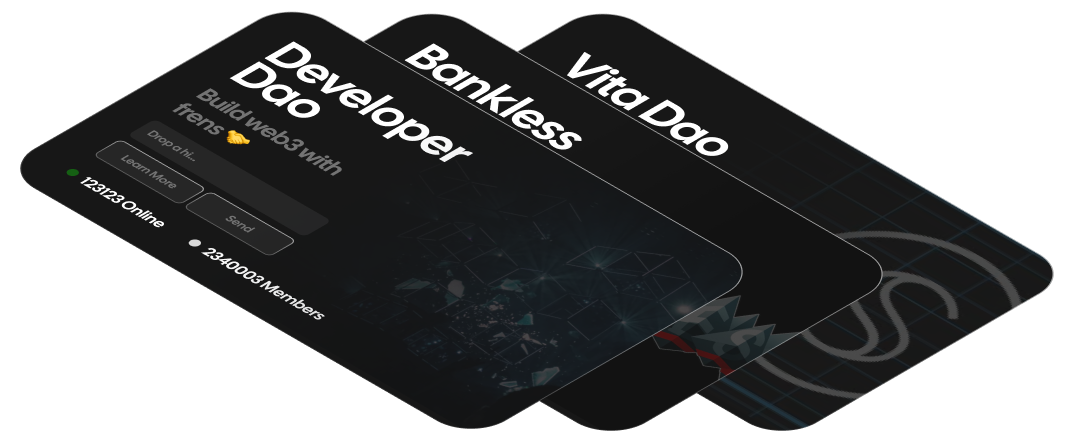 Developer
Dao
Build web3 with
frens 🤝
Drop a hi...
Learn More
Send
123123 Online
2340003 Members
Bankless
Vita Dao